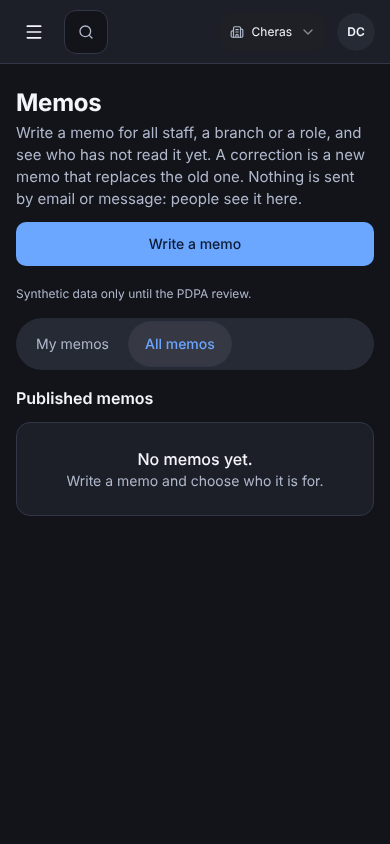 Cheras
DC
Memos
Write a memo for all staff, a branch or a role, and
see who has not read it yet. A correction is a new
memo that replaces the old one. Nothing is sent
by email or message: people see it here.
Write a memo
Synthetic data only until the PDPA review.
My memos
All memos
Published memos
No memos yet.
Write a memo and choose who it is for.